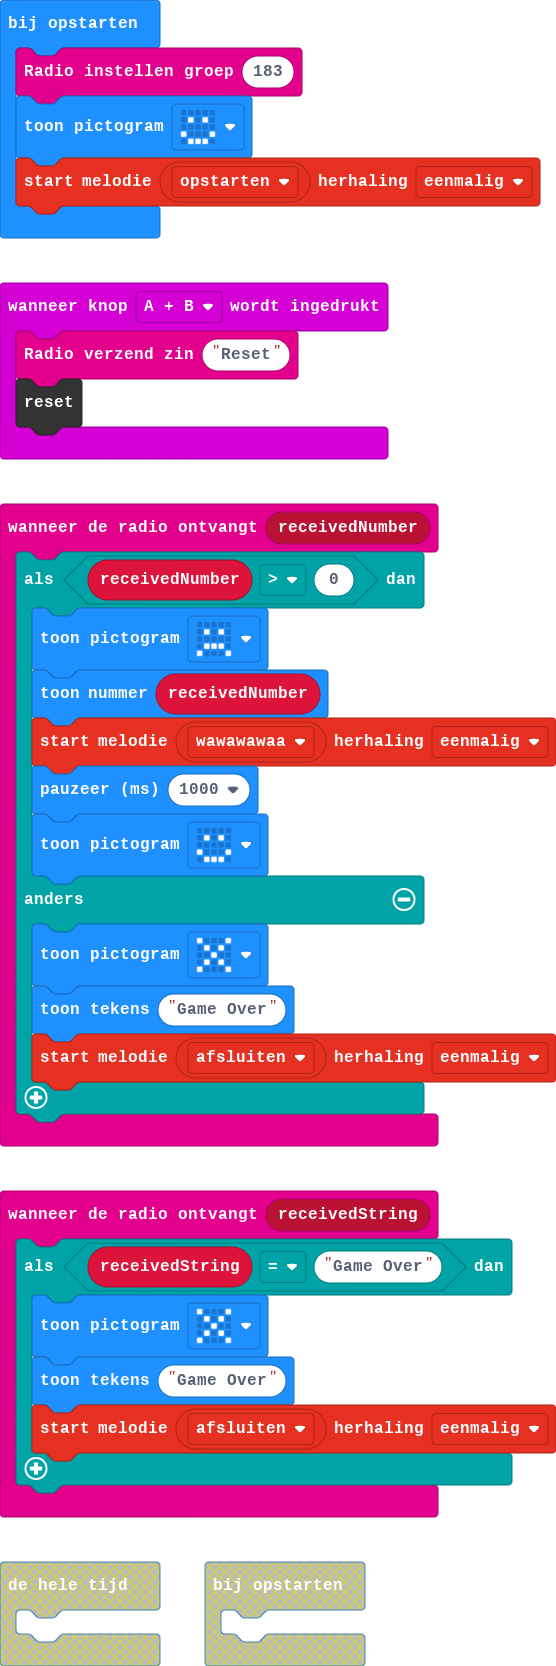 bij opstarten
Radio instellen groep 183
toon pictogram
start melodie opstarten herhaling eenmalig
wanneer knop A + B wordt ingedrukt
Radio verzend zin "Reset"
reset
wanneer de radio ontvangt receivedNumber
als receivedNumber > 0 dan
toon pictogram
toon nummer receivedNumber
start melodie wawawawaa herhaling eenmalig
pauzeer (ms) 1000
toon pictogram
anders
toon pictogram
toon tekens "Game Over"
start melodie afsluiten herhaling eenmalig
wanneer de radio ontvangt receivedString
als receivedString = "Game Over" dan
toon pictogram
toon tekens "Game Over"
start melodie afsluiten herhaling eenmalig
de hele tijd
bij opstarten